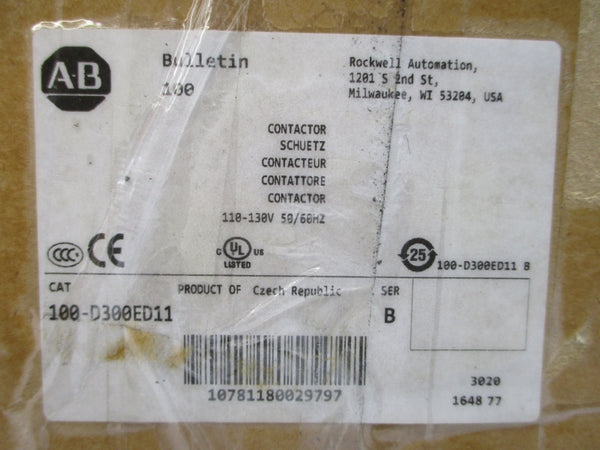 A-B
Bulletin
100
Rockwell Automation,
1201 S 2nd St,
Milwaukee, WI 53204, USA
CONTACTOR
SCHUETZ
CONTACTEUR
CONTATTORE
CONTACTOR
110-130V 50/60HZ
CCC CE
C UL US
LISTED
25
100-D300ED11 B
CAT
PRODUCT OF Czech Republic
SER
100-D300ED11
B
10781180029797
3020
1648 77